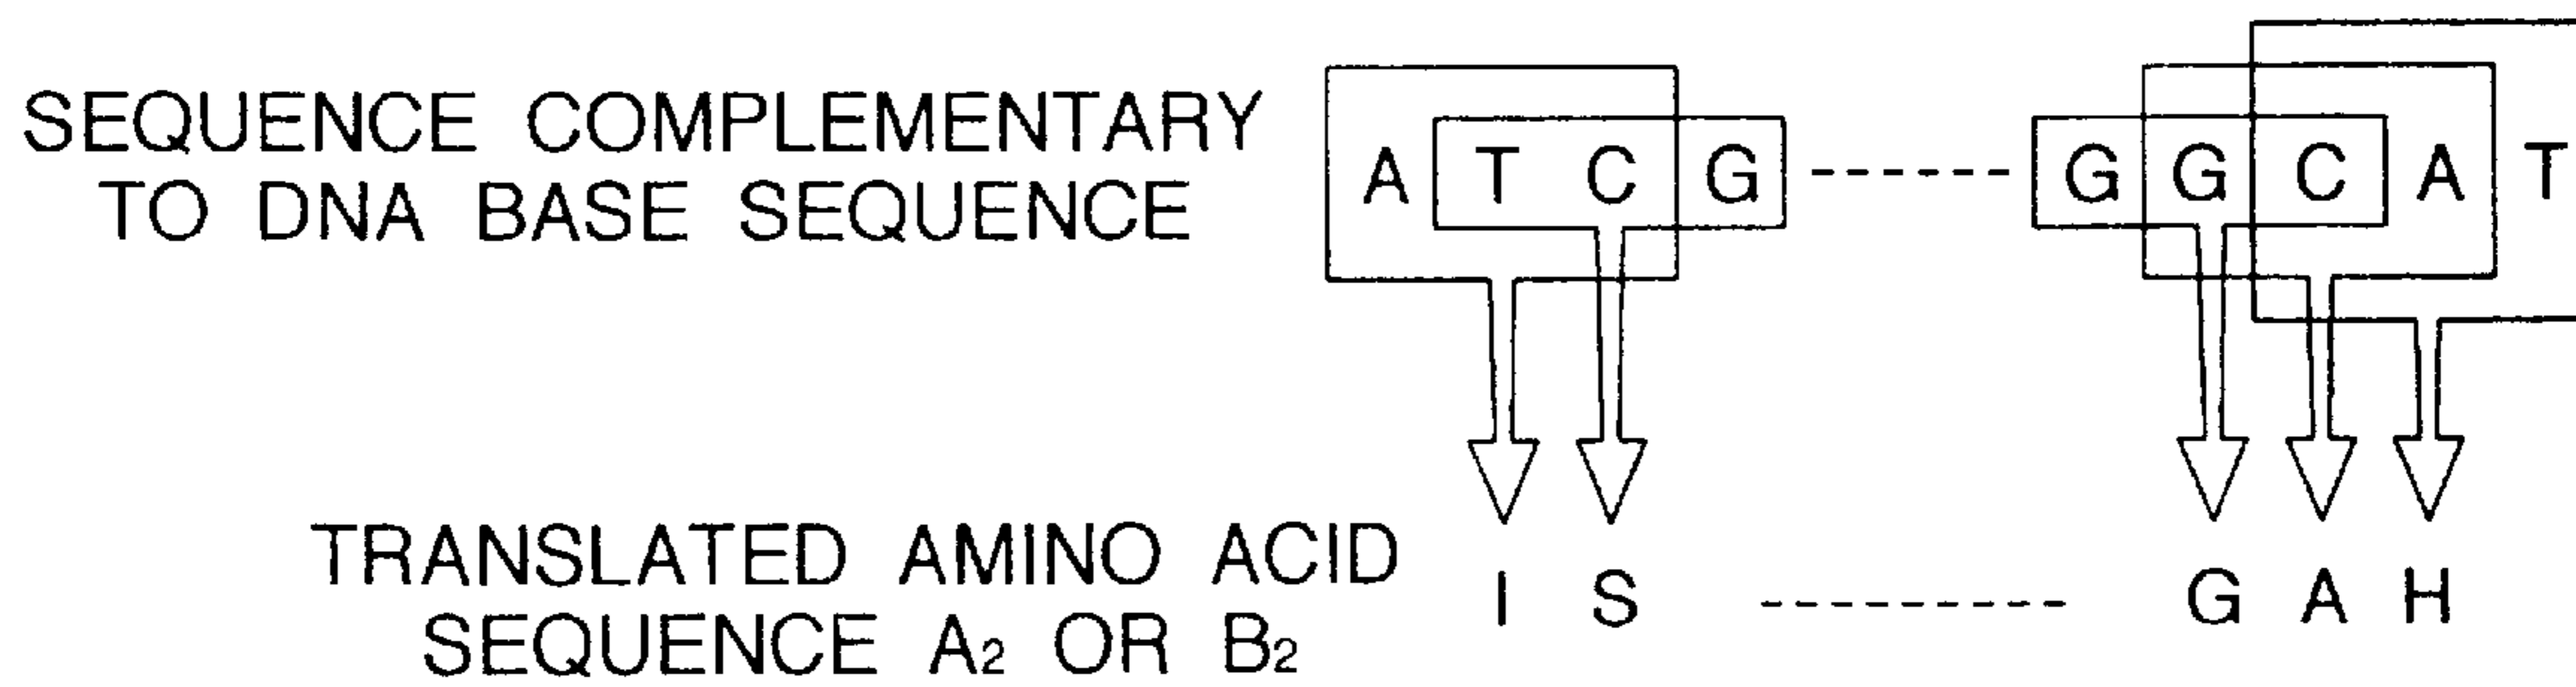 SEQUENCE COMPLEMENTARY
TO DNA BASE SEQUENCE
A T C G ------ G G C A T
TRANSLATED AMINO ACID
SEQUENCE A₂ OR B₂
I S --------- G A H